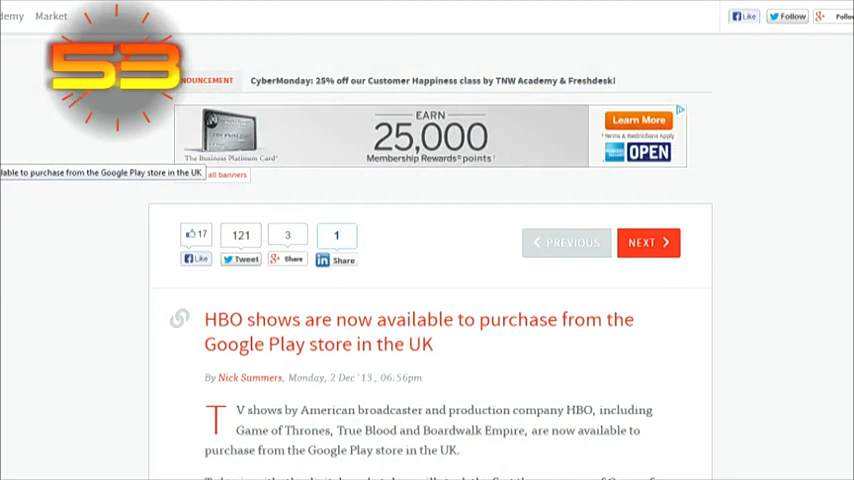 demy Market
Like Follow Follow
53
NOUNCEMENT CyberMonday: 25% off our Customer Happiness class by TNW Academy & Freshdesk!
EARN
25,000
Membership Rewards® points¹
The Business Platinum Card®
Learn More
Terms & Restrictions Apply
OPEN
lable to purchase from the Google Play store in the UK
all banners
17 121 3 1
Like Tweet Share Share
PREVIOUS NEXT
HBO shows are now available to purchase from the
Google Play store in the UK
By Nick Summers, Monday, 2 Dec '13 , 06:56pm
TV shows by American broadcaster and production company HBO, including
Game of Thrones, True Blood and Boardwalk Empire, are now available to
purchase from the Google Play store in the UK.